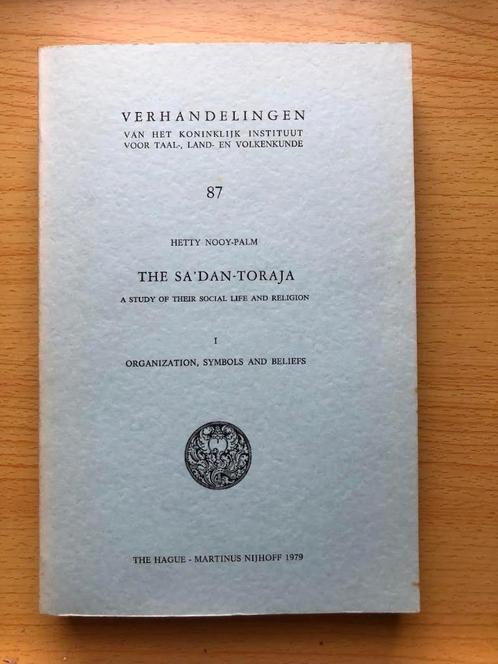 VERHANDELINGEN
VAN HET KONINKLIJK INSTITUUT
VOOR TAAL-, LAND- EN VOLKENKUNDE
87
HETTY NOOY-PALM
THE SA'DAN-TORAJA
A STUDY OF THEIR SOCIAL LIFE AND RELIGION
I
ORGANIZATION, SYMBOLS AND BELIEFS
THE HAGUE - MARTINUS NIJHOFF 1979